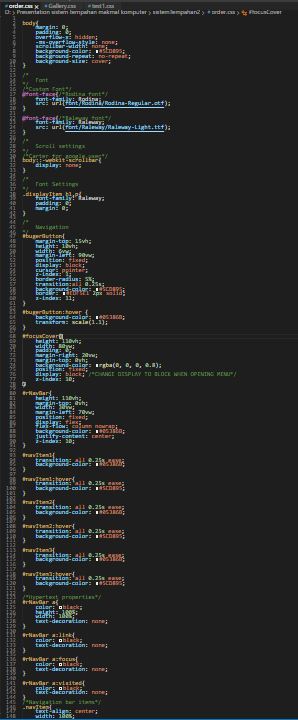 order.css × Gallery.css test1.css
D: > Presentation sistem tempahan makmal komputer > sistemTempahan2 > order.css > #focusCover
body{
margin: 0;
padding: 0;
overflow-x: hidden;
-ms-overflow-style: none;
scrollbar-width: none;
background-color: #5CDB95;
background-repeat: no-repeat;
background-size: cover;
}
/*
Font
*/
/*Custom Font*/
@font-face{/*Rodina font*/
font-family: Rodina;
src: url(font/Rodina/Rodina-Regular.otf);
}
@font-face{/*Raleway font*/
font-family: Raleway;
src: url(font/Raleway/Raleway-Light.ttf);
}
/*
Scroll settings
*/
/*Carter for google user*/
body::-webkit-scrollbar{
display: none;
}
/*
Font Settings
*/
.displayItem h1,p{
font-family: Raleway;
padding: 0;
margin: 0;
}
/*
Navigation
*/
#bugerButton{
margin-top: 15vh;
height: 10vh;
width: 6vw;
margin-left: 90vw;
position: fixed;
display: block;
cursor: pointer;
z-index: 1;
border-radius: 5%;
transition:all 0.25s;
background-color: #5CDB95;
z-index: 11;
}
#bugerButton:hover {
background-color: #05386B;
transform: scale(1.1);
}
#focusCover{
height: 110vh;
width: 80vw;
padding: 0;
margin-right: 20vw;
margin-top: 0vh;
background-color: rgba(0, 0, 0, 0.8);
position: fixed;
display: block; /*CHANGE DISPLAY TO BLOCK WHEN OPENING MENU*/
z-index: 10;
}
#rNavBar{
height: 110vh;
margin-top: 0vh;
width: 30vw;
margin-left: 70vw;
position: fixed;
display: flex;
flex-flow: column nowrap;
background-color: #05386B;
justify-content: center;
z-index: 10;
}
#navItem1{
transition: all 0.25s ease;
background-color: #05386B;
}
#navItem1:hover{
transition: all 0.25s ease;
background-color: #5CDB95;
}
#navItem2{
transition: all 0.25s ease;
background-color: #05386B;
}
#navItem2:hover{
transition: all 0.25s ease;
background-color: #5CDB95;
}
#navItem3{
transition: all 0.25s ease;
background-color: #05386B;
}
#navItem3:hover{
transition: all 0.25s ease;
background-color: #5CDB95;
}
/*Hypertext properties*/
#rNavBar a{
color: black;
height: 100%;
width: 100%;
text-decoration: none;
}
#rNavBar a:link{
color: black;
text-decoration: none;
}
#rNavBar a:focus{
color: black;
text-decoration: none;
}
#rNavBar a:visited{
color: black;
text-decoration: none;
}
/*Navigation bar items*/
.navItem{
text-align: center;
width: 100%;